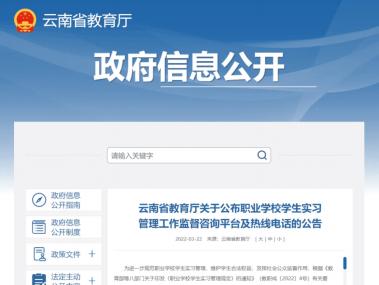 云南省教育厅
政府信息公开
请输入关键字
政府信息
公开指南
政府信息
公开制度
政策文件 +
法定主动
云南省教育厅关于公布职业学校学生实习
管理工作监督咨询平台及热线电话的公告
2022-03-22 来源：云南省教育厅 [ 大 | 中 | 小 ]
为进一步规范职业学校学生实习管理，维护学生合法权益，发挥社会公众监督作用，根据《
教育部等八部门关于印发〈职业学校学生实习管理规定〉的通知》（教职成〔2021〕4号）有关要